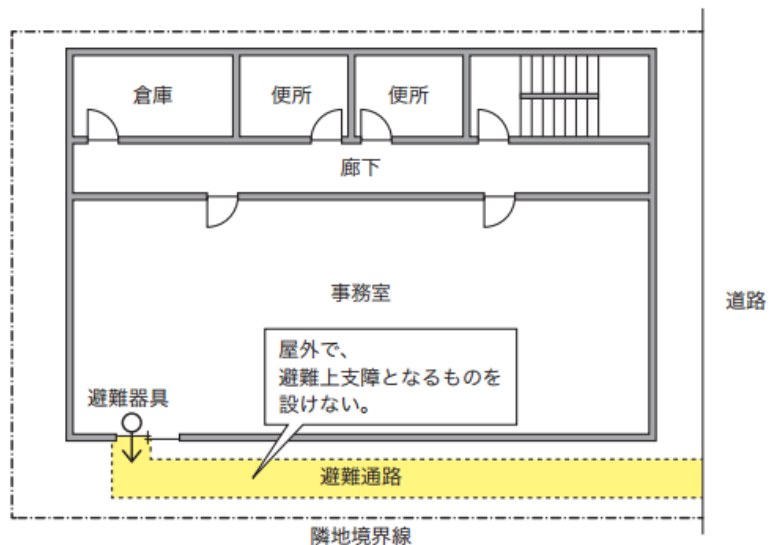 倉庫
便所
便所
廊下
事務室
道路
屋外で、
避難上支障となるものを
設けない。
避難器具
避難通路
隣地境界線